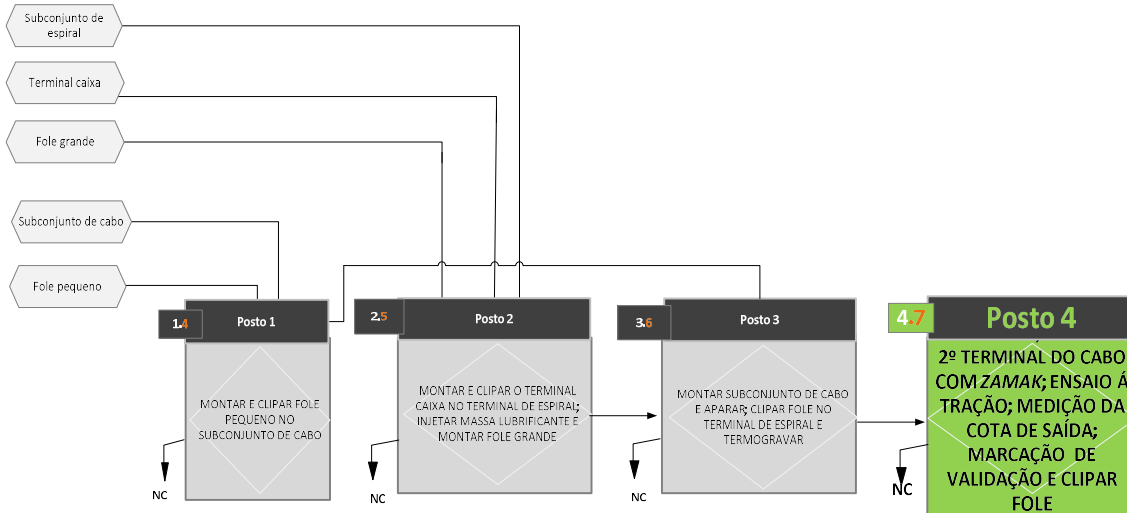 Subconjunto de
espiral
Terminal caixa
Fole grande
Subconjunto de cabo
Fole pequeno
1.4
Posto 1
MONTAR E CLIPAR FOLE
PEQUENO NO
SUBCONJUNTO DE CABO
NC
2.5
Posto 2
MONTAR E CLIPAR O TERMINAL
CAIXA NO TERMINAL DE ESPIRAL;
INJETAR MASSA LUBRIFICANTE E
MONTAR FOLE GRANDE
NC
3.6
Posto 3
MONTAR SUBCONJUNTO DE CABO
E APARAR; CLIPAR FOLE NO
TERMINAL DE ESPIRAL E
TERMOGRAVAR
NC
4.7
Posto 4
2º TERMINAL DO CABO
COM ZAMAK; ENSAIO Á
TRAÇÃO; MEDIÇÃO DA
COTA DE SAÍDA;
MARCAÇÃO DE
VALIDAÇÃO E CLIPAR
FOLE
NC